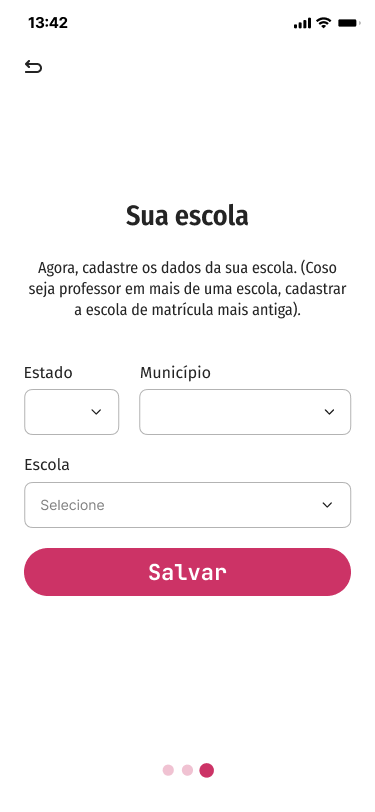 13:42
Sua escola
Agora, cadastre os dados da sua escola. (Coso
seja professor em mais de uma escola, cadastrar
a escola de matrícula mais antiga).
Estado
Município
Escola
Selecione
Salvar